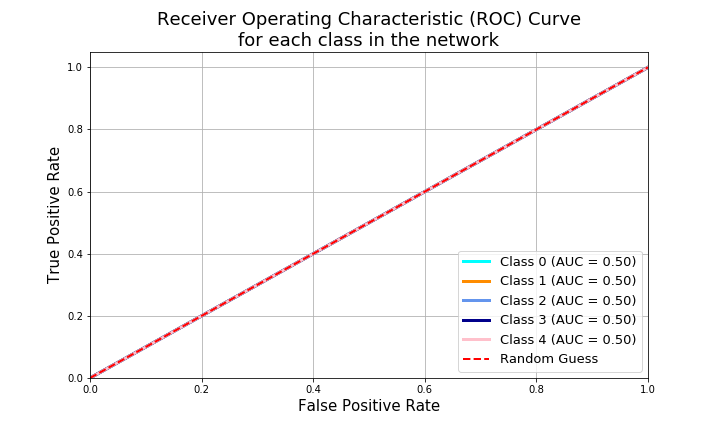 Receiver Operating Characteristic (ROC) Curve
for each class in the network
True Positive Rate
1.0
0.8
0.6
0.4
0.2
0.0
0.0 0.2 0.4 0.6 0.8 1.0
False Positive Rate
Class 0 (AUC = 0.50)
Class 1 (AUC = 0.50)
Class 2 (AUC = 0.50)
Class 3 (AUC = 0.50)
Class 4 (AUC = 0.50)
Random Guess